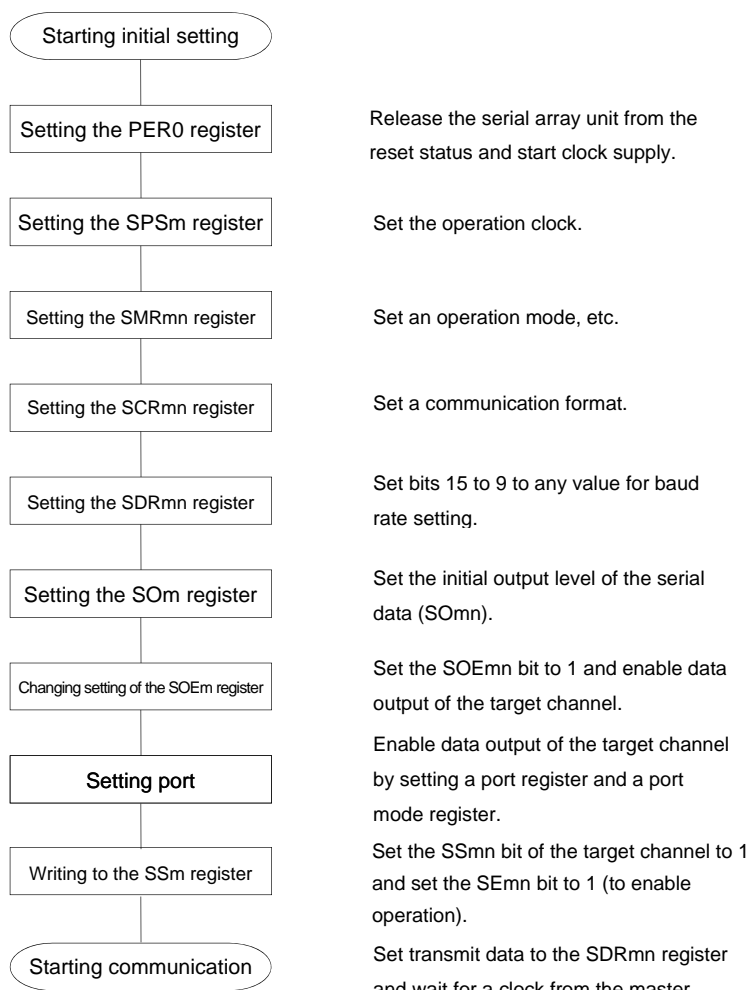 Starting initial setting
Setting the PER0 register
Release the serial array unit from the
reset status and start clock supply.
Setting the SPSm register
Set the operation clock.
Setting the SMRmn register
Set an operation mode, etc.
Setting the SCRmn register
Set a communication format.
Setting the SDRmn register
Set bits 15 to 9 to any value for baud
rate setting.
Setting the SOm register
Set the initial output level of the serial
data (SOmn).
Changing setting of the SOEm register
Set the SOEmn bit to 1 and enable data
output of the target channel.
Setting port
Enable data output of the target channel
by setting a port register and a port
mode register.
Writing to the SSm register
Set the SSmn bit of the target channel to 1
and set the SEmn bit to 1 (to enable
operation).
Starting communication
Set transmit data to the SDRmn register
and wait for a clock from the master